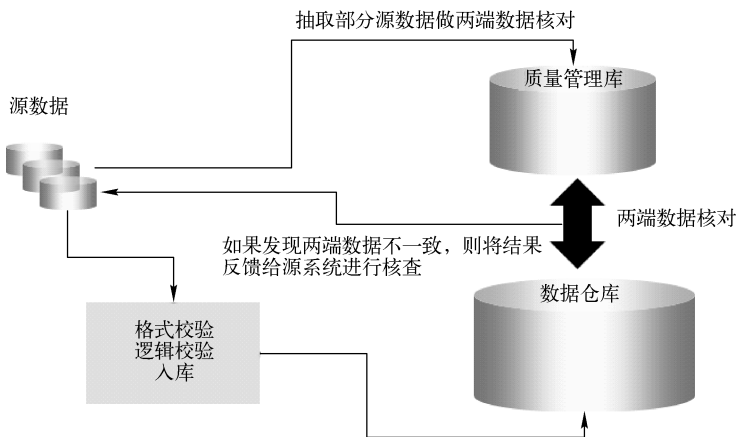 抽取部分源数据做两端数据核对
质量管理库
源数据
两端数据核对
如果发现两端数据不一致，则将结果
反馈给源系统进行核查
数据仓库
格式校验
逻辑校验
入库